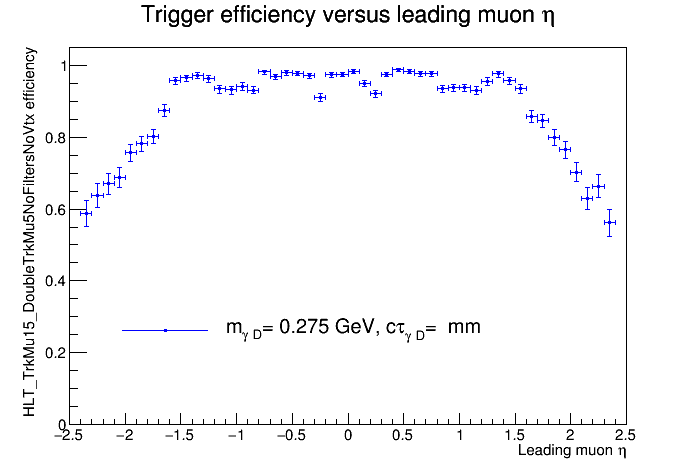 Trigger efficiency versus leading muon η
HLT_TrkMu15_DoubleTrkMu5NoFiltersNoVtx efficiency
1
0.8
0.6
0.4
0.2
0
m_γ D= 0.275 GeV, cτ_γ D=  mm
−2.5 −2 −1.5 −1 −0.5 0 0.5 1 1.5 2 2.5
Leading muon η